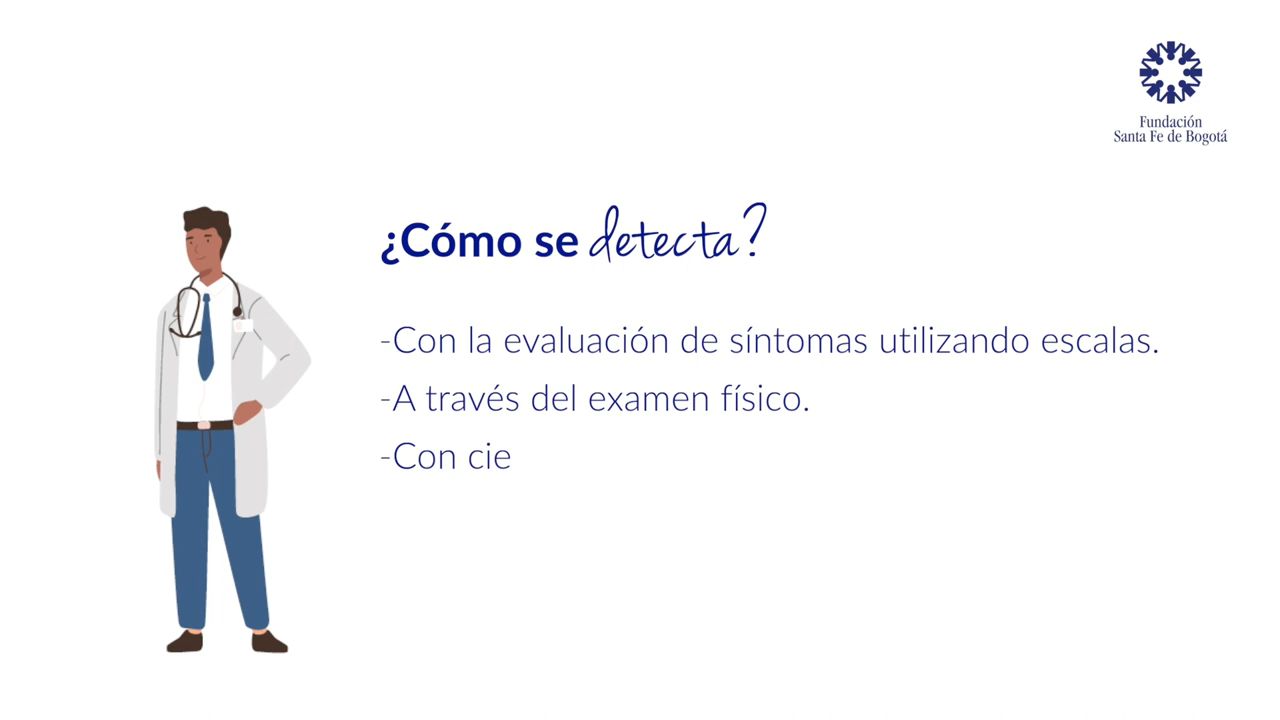 Fundación
Santa Fe de Bogotá
¿Cómo se detecta?
-Con la evaluación de síntomas utilizando escalas.
-A través del examen físico.
-Con cie